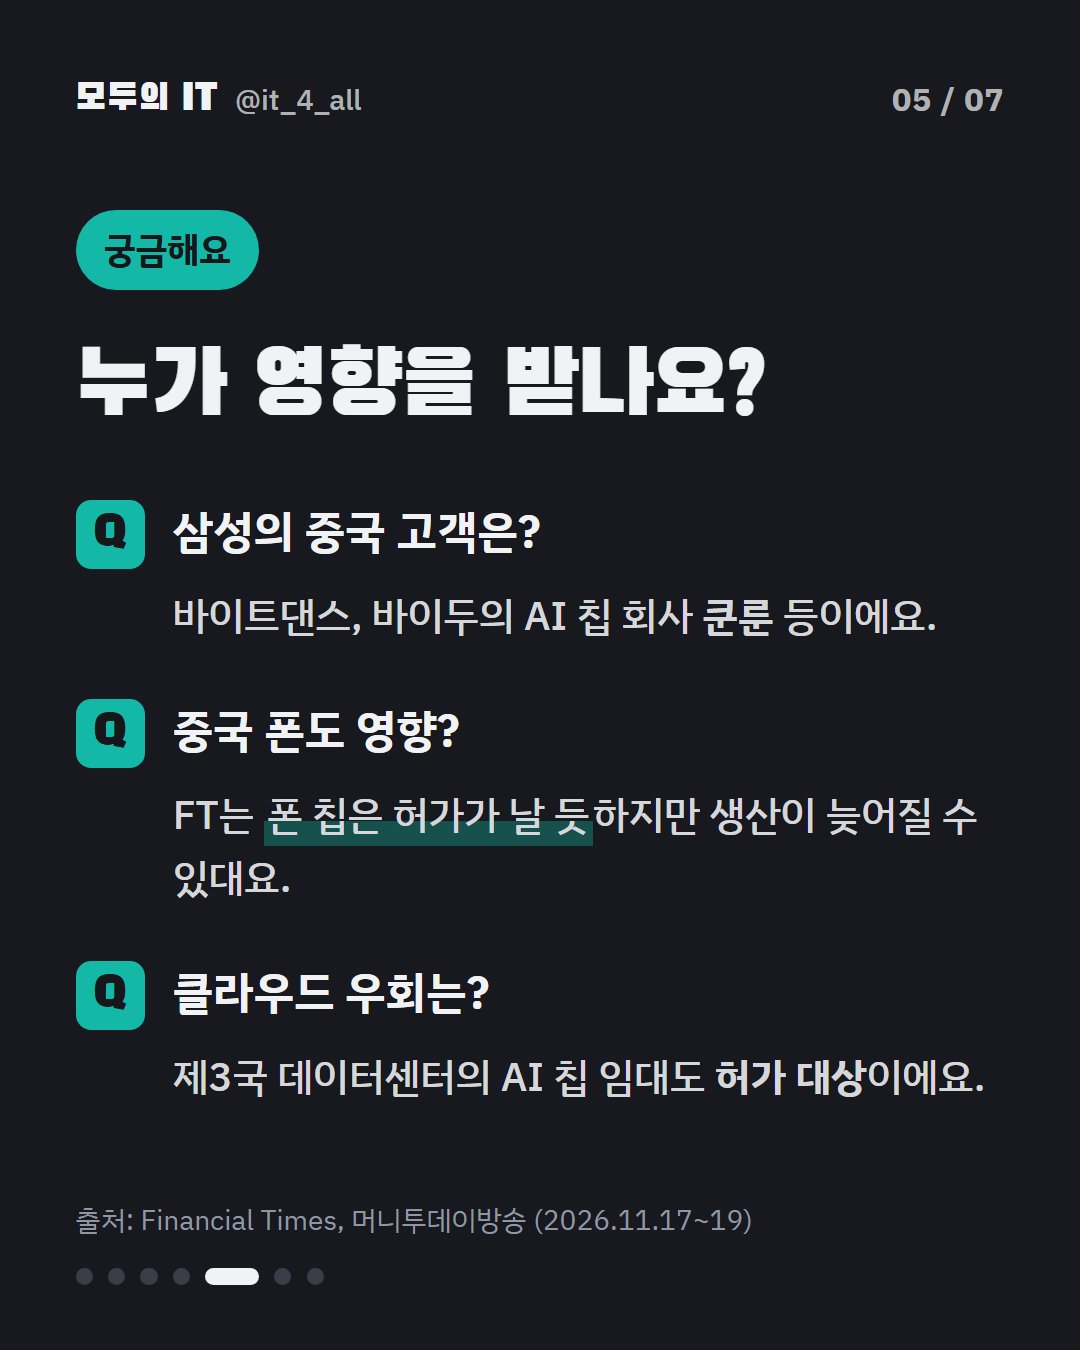 모두의 IT @it_4_all 05 / 07
궁금해요
누가 영향을 받나요?
Q 삼성의 중국 고객은?
바이트댄스, 바이두의 AI 칩 회사 쿤룬 등이에요.
Q 중국 폰도 영향?
FT는 폰 칩은 허가가 날 듯하지만 생산이 늦어질 수
있대요.
Q 클라우드 우회는?
제3국 데이터센터의 AI 칩 임대도 허가 대상이에요.
출처: Financial Times, 머니투데이방송 (2026.11.17~19)